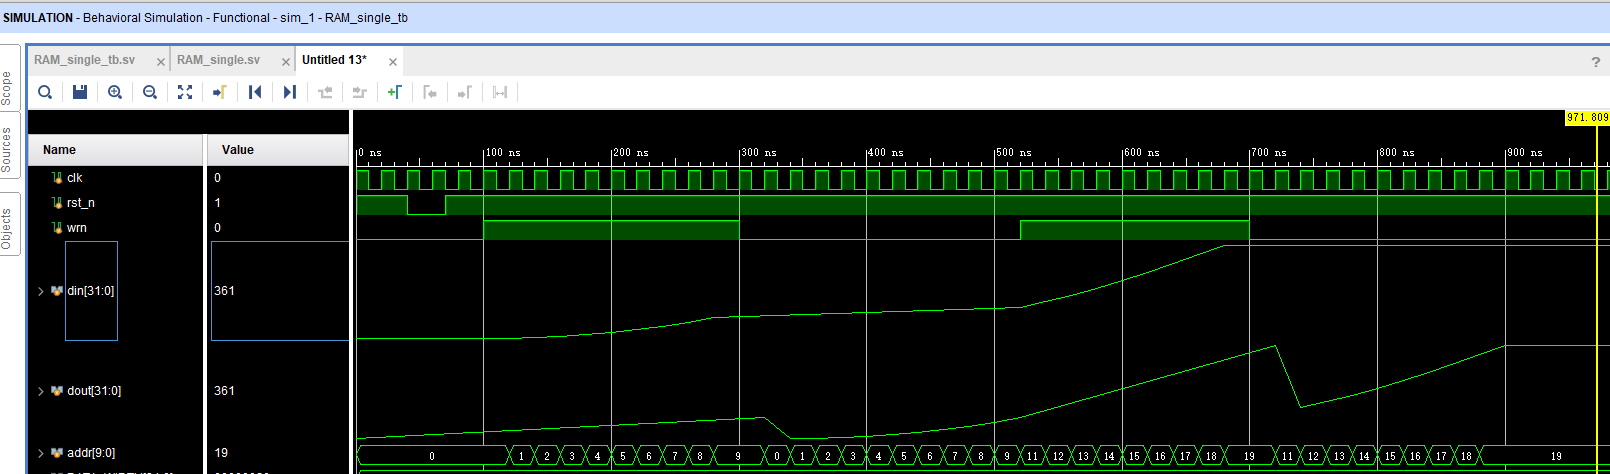 SIMULATION - Behavioral Simulation - Functional - sim_1 - RAM_single_tb
RAM_single_tb.sv × RAM_single.sv × Untitled 13* × ?
Scope
Sources
Objects
971.809
Name Value
0 ns 100 ns 200 ns 300 ns 400 ns 500 ns 600 ns 700 ns 800 ns 900 ns
clk 0
rst_n 1
wrn 0
din[31:0] 361
dout[31:0] 361
addr[9:0] 19 0 1 2 3 4 5 6 7 8 9 0 1 2 3 4 5 6 7 8 9 11 12 13 14 15 16 17 18 19 11 12 13 14 15 16 17 18 19